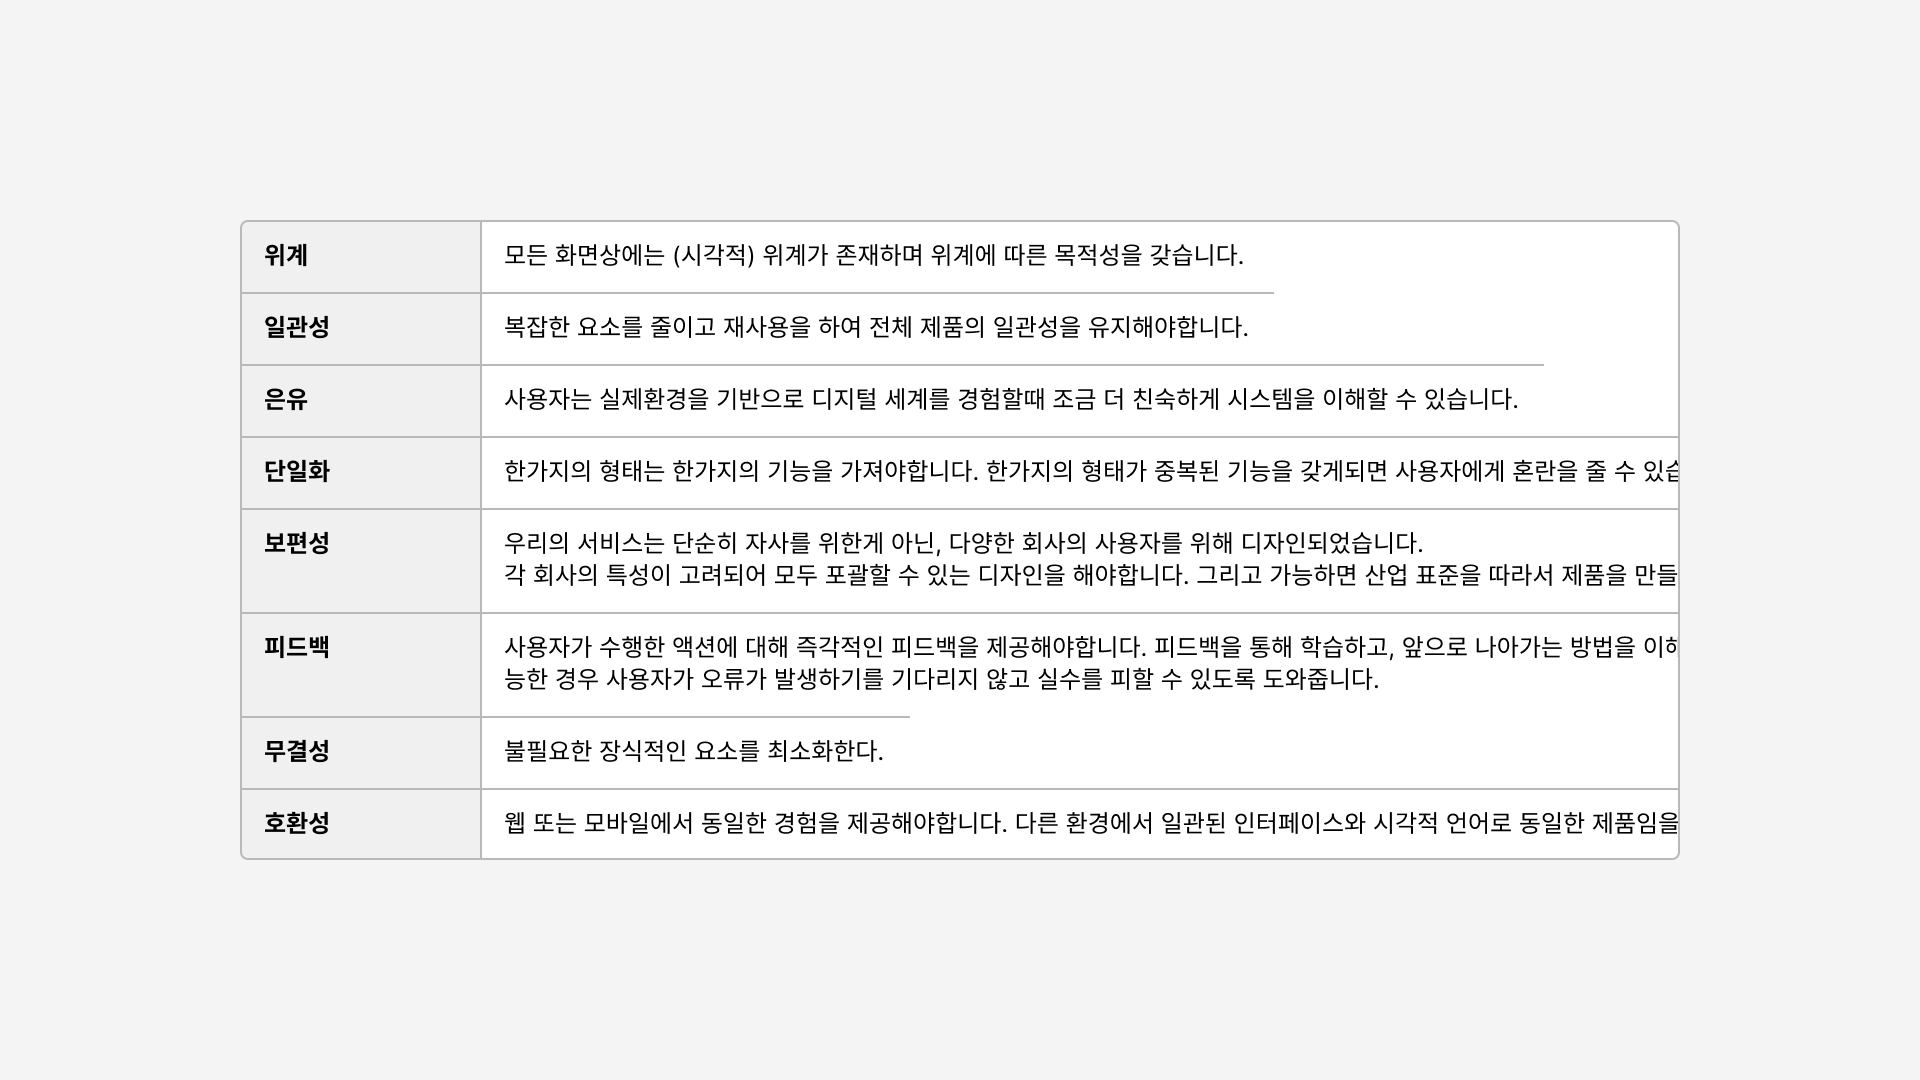 위계
모든 화면상에는 (시각적) 위계가 존재하며 위계에 따른 목적성을 갖습니다.
일관성
복잡한 요소를 줄이고 재사용을 하여 전체 제품의 일관성을 유지해야합니다.
은유
사용자는 실제환경을 기반으로 디지털 세계를 경험할때 조금 더 친숙하게 시스템을 이해할 수 있습니다.
단일화
한가지의 형태는 한가지의 기능을 가져야합니다. 한가지의 형태가 중복된 기능을 갖게되면 사용자에게 혼란을 줄 수
보편성
우리의 서비스는 단순히 자사를 위한게 아닌, 다양한 회사의 사용자를 위해 디자인되었습니다.
각 회사의 특성이 고려되어 모두 포괄할 수 있는 디자인을 해야합니다. 그리고 가능하면 산업 표준을 따라서 제품을 만들
피드백
사용자가 수행한 액션에 대해 즉각적인 피드백을 제공해야합니다. 피드백을 통해 학습하고, 앞으로 나아가는 방법을
능한 경우 사용자가 오류가 발생하기를 기다리지 않고 실수를 피할 수 있도록 도와줍니다.
무결성
불필요한 장식적인 요소를 최소화한다.
호환성
웹 또는 모바일에서 동일한 경험을 제공해야합니다. 다른 환경에서 일관된 인터페이스와 시각적 언어로 동일한 제품임을